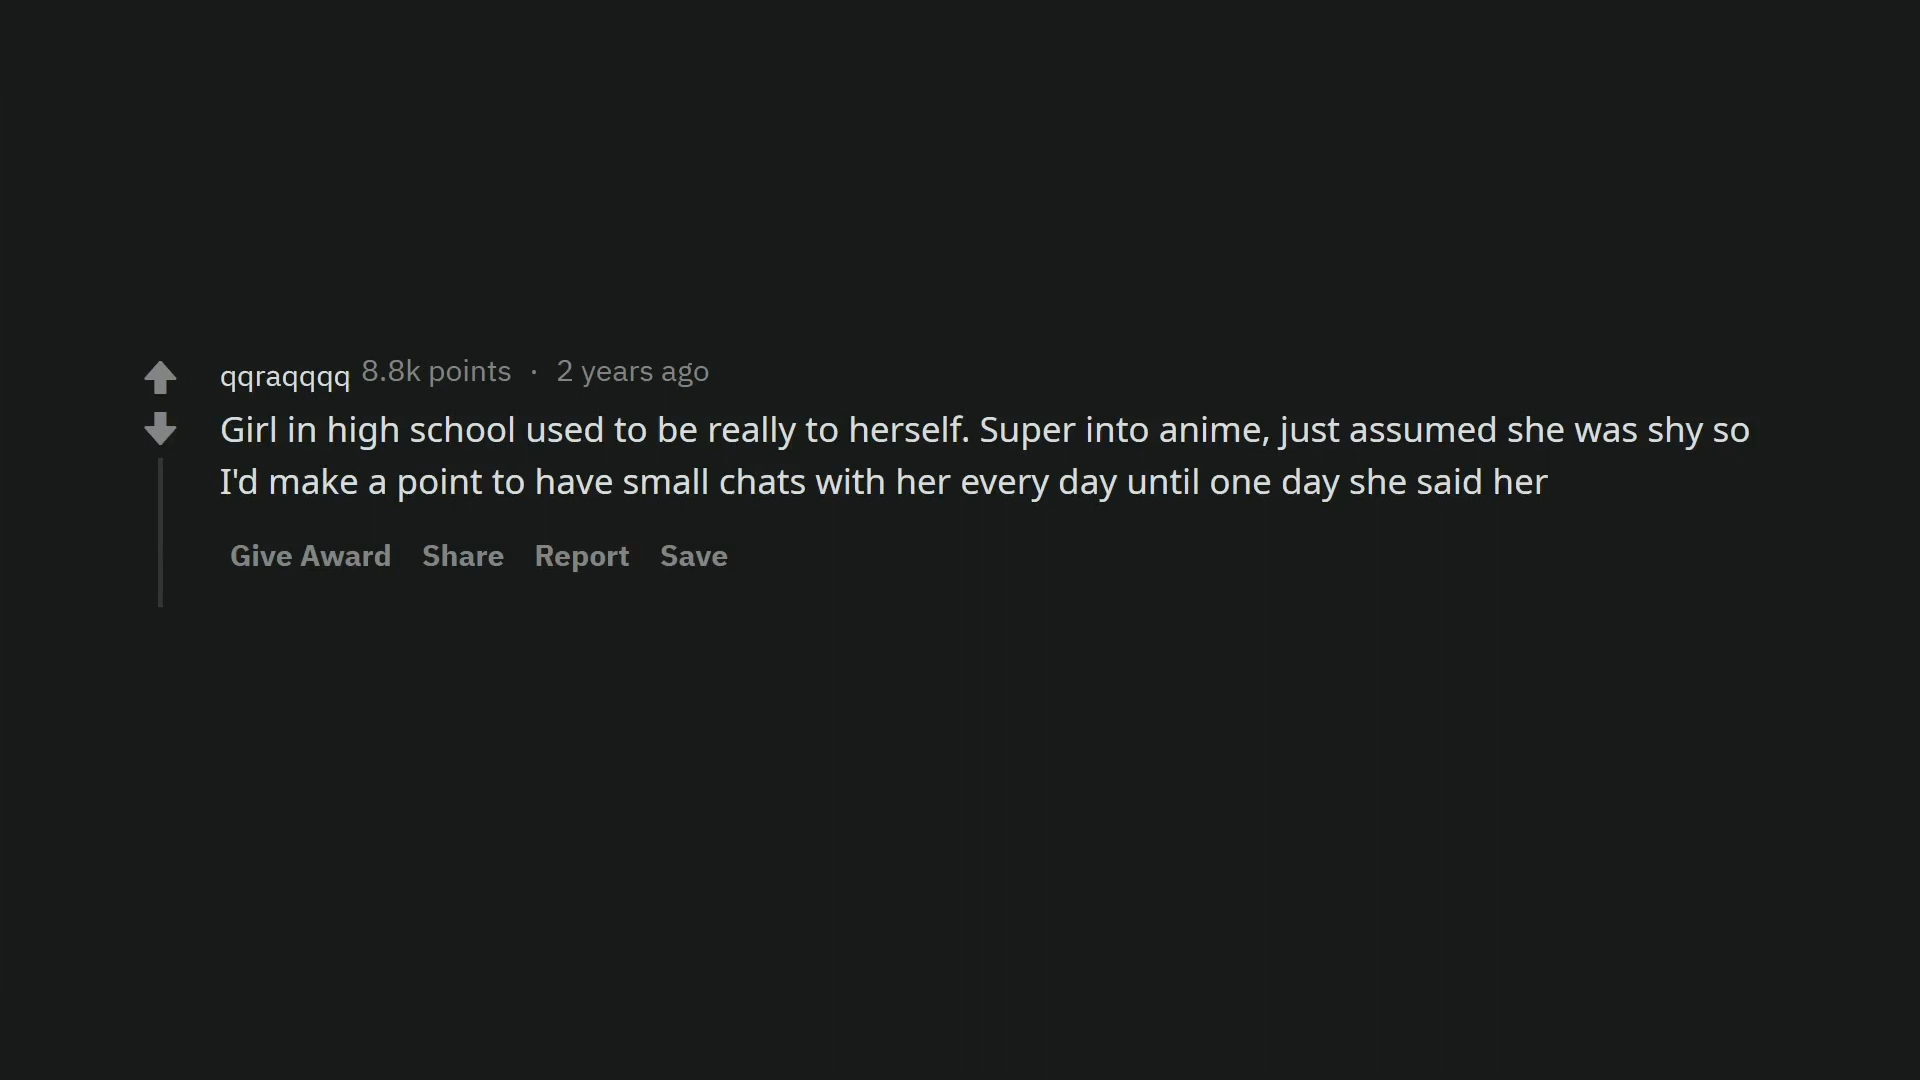 qqraqqqq 8.8k points · 2 years ago
Girl in high school used to be really to herself. Super into anime, just assumed she was shy so
I'd make a point to have small chats with her every day until one day she said her
Give Award Share Report Save